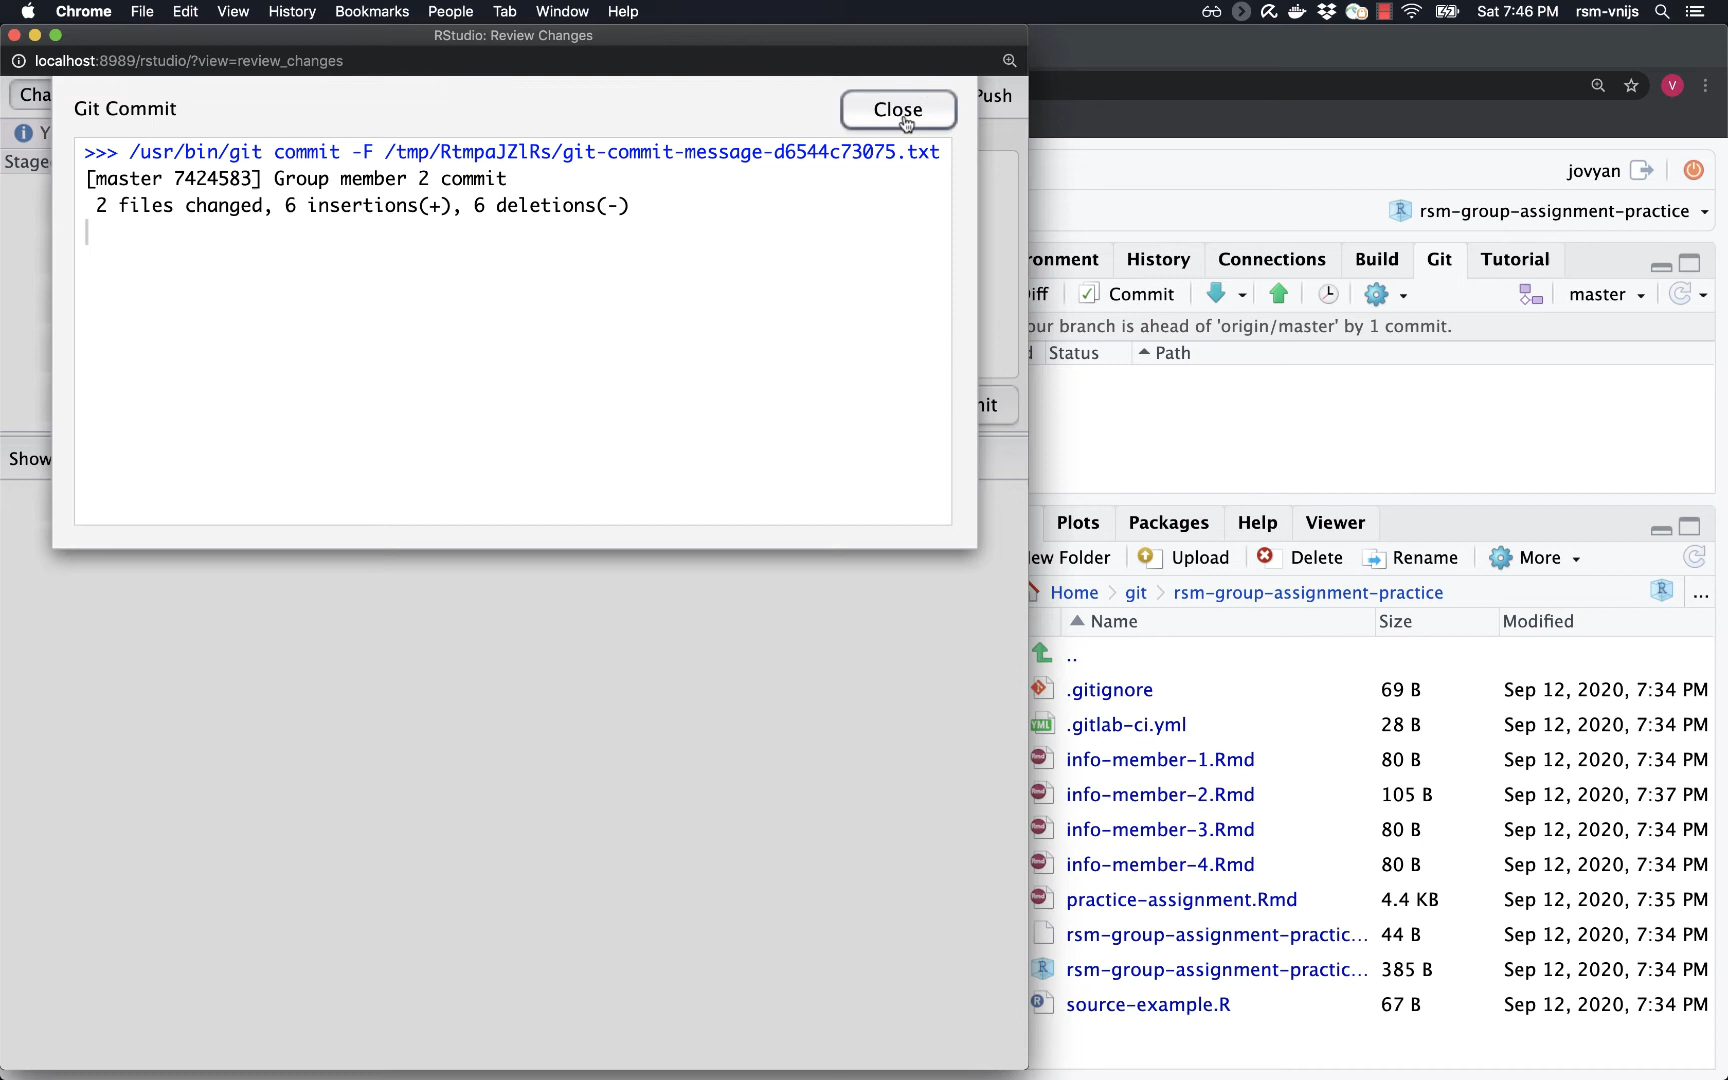 Chrome File Edit View History Bookmarks People Tab Window Help Sat 7:46 PM rsm-vnijs
RStudio: Review Changes
localhost:8989/rstudio/?view=review_changes
V
Cha
Git Commit
Close
Push
Y
Stage
>>> /usr/bin/git commit -F /tmp/RtmpaJZlRs/git-commit-message-d6544c73075.txt
[master 7424583] Group member 2 commit
2 files changed, 6 insertions(+), 6 deletions(-)
mit
Show
jovyan
rsm-group-assignment-practice
ronment History Connections Build Git Tutorial
Diff Commit master
our branch is ahead of 'origin/master' by 1 commit.
d Status Path
Plots Packages Help Viewer
ew Folder Upload Delete Rename More
Home git rsm-group-assignment-practice ...
Name Size Modified
..
.gitignore 69 B Sep 12, 2020, 7:34 PM
YML .gitlab-ci.yml 28 B Sep 12, 2020, 7:34 PM
info-member-1.Rmd 80 B Sep 12, 2020, 7:34 PM
info-member-2.Rmd 105 B Sep 12, 2020, 7:37 PM
info-member-3.Rmd 80 B Sep 12, 2020, 7:34 PM
info-member-4.Rmd 80 B Sep 12, 2020, 7:34 PM
practice-assignment.Rmd 4.4 KB Sep 12, 2020, 7:35 PM
rsm-group-assignment-practic... 44 B Sep 12, 2020, 7:34 PM
rsm-group-assignment-practic... 385 B Sep 12, 2020, 7:34 PM
source-example.R 67 B Sep 12, 2020, 7:34 PM